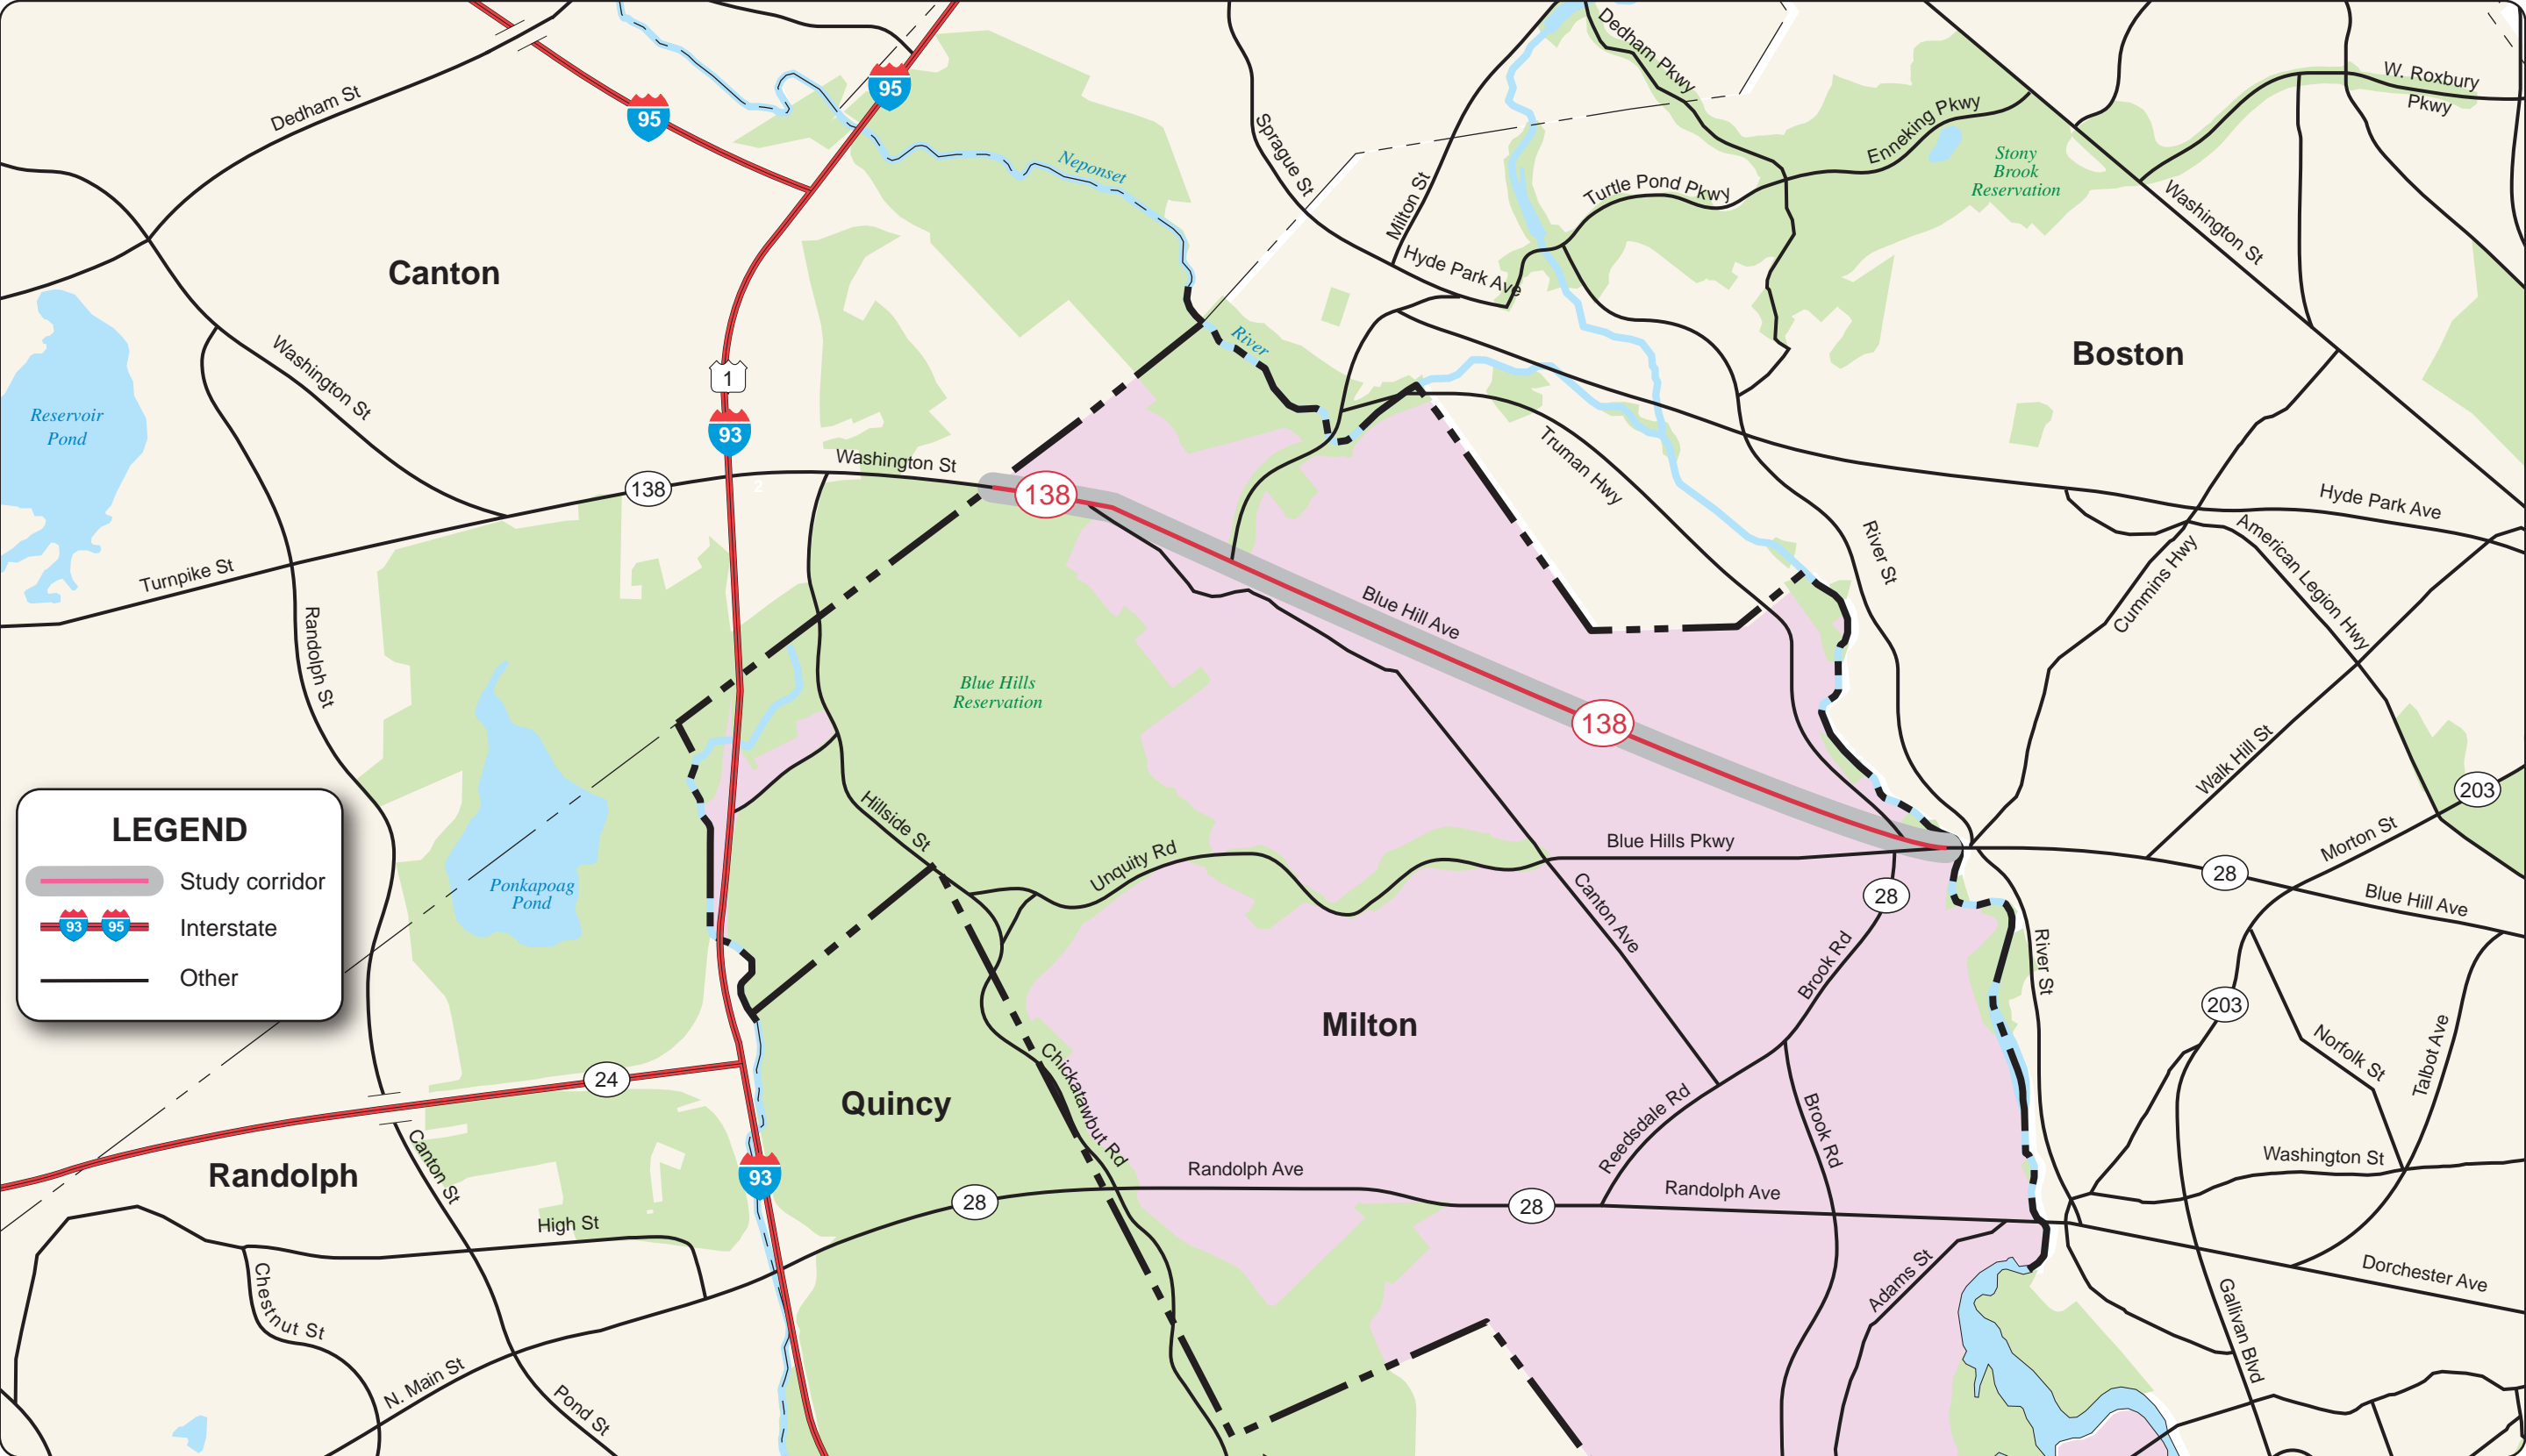 Dedham St
95
95
Neponset
River
Sprague St
Milton St
Hyde Park Ave
Dedham Pkwy
Turtle Pond Pkwy
Enneking Pkwy
Stony
Brook
Reservation
W. Roxbury
Pkwy
Washington St
Canton
Boston
Reservoir
Pond
Washington St
1
93
138
2
Washington St
138
Turnpike St
Randolph St
Truman Hwy
River St
Hyde Park Ave
American Legion Hwy
Cummins Hwy
Blue Hill Ave
138
Blue Hills
Reservation
Walk Hill St
203
Morton St
Hillside St
Unquity Rd
Blue Hills Pkwy
28
28
Blue Hill Ave
Canton Ave
Brook Rd
River St
203
Norfolk St
Talbot Ave
LEGEND
Study corridor
93
95
Interstate
Other
Ponkapoag
Pond
Milton
Quincy
Chickatawbut Rd
24
Randolph
Canton St
93
High St
28
Randolph Ave
28
Randolph Ave
Reedsdale Rd
Brook Rd
Adams St
Washington St
Dorchester Ave
Gallivan Blvd
Chestnut St
N. Main St
Pond St